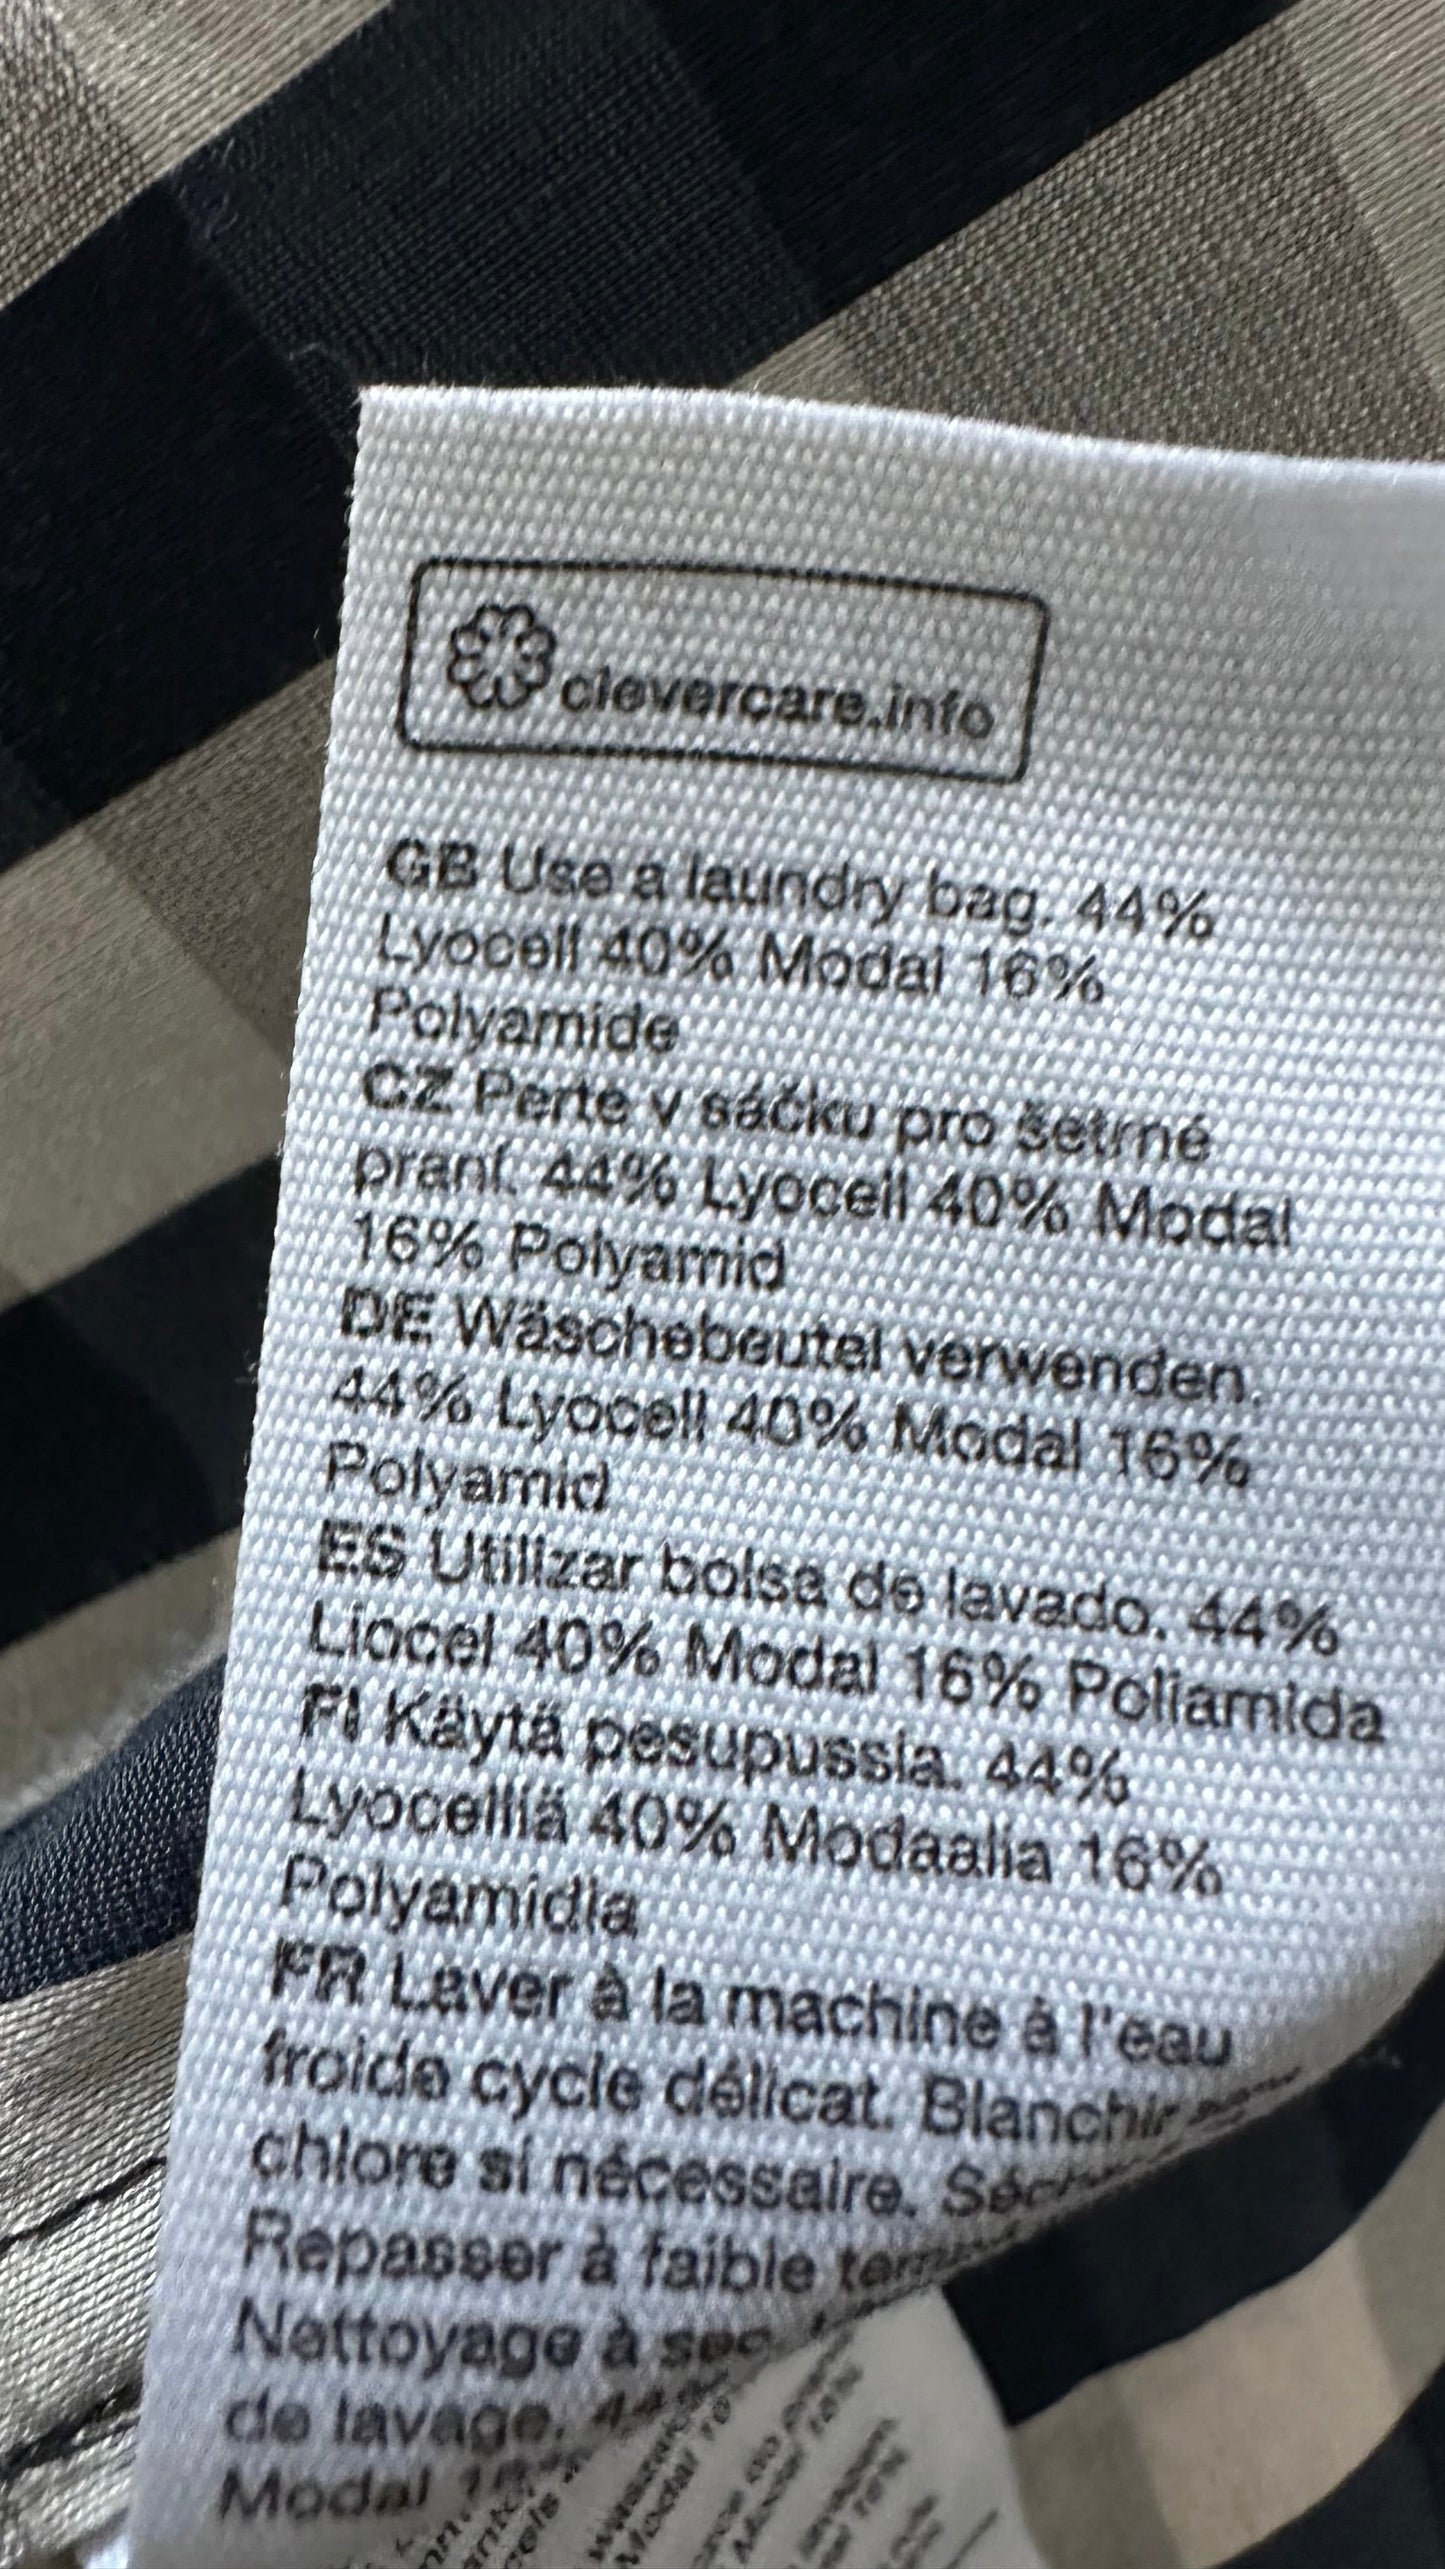 clevercare.info
GB Use a laundry bag. 44%
Lyocell 40% Modal 16%
Polyamide
CZ Perte v sáčku pro šetrné
praní. 44% Lyocell 40% Modal
16% Polyamid
DE Wäschebeutel verwenden.
44% Lyocell 40% Modal 16%
Polyamid
ES Utilizar bolsa de lavado. 44%
Liocel 40% Modal 16% Poliamida
FI Käytä pesupussia. 44%
Lyocelliä 40% Modaalia 16%
Polyamidia
FR Laver à la machine à l'eau
froide cycle délicat. Blanchir
chlore si nécessaire.
Repasser à faible
Nettoyage à sec
de lavage.
Modal